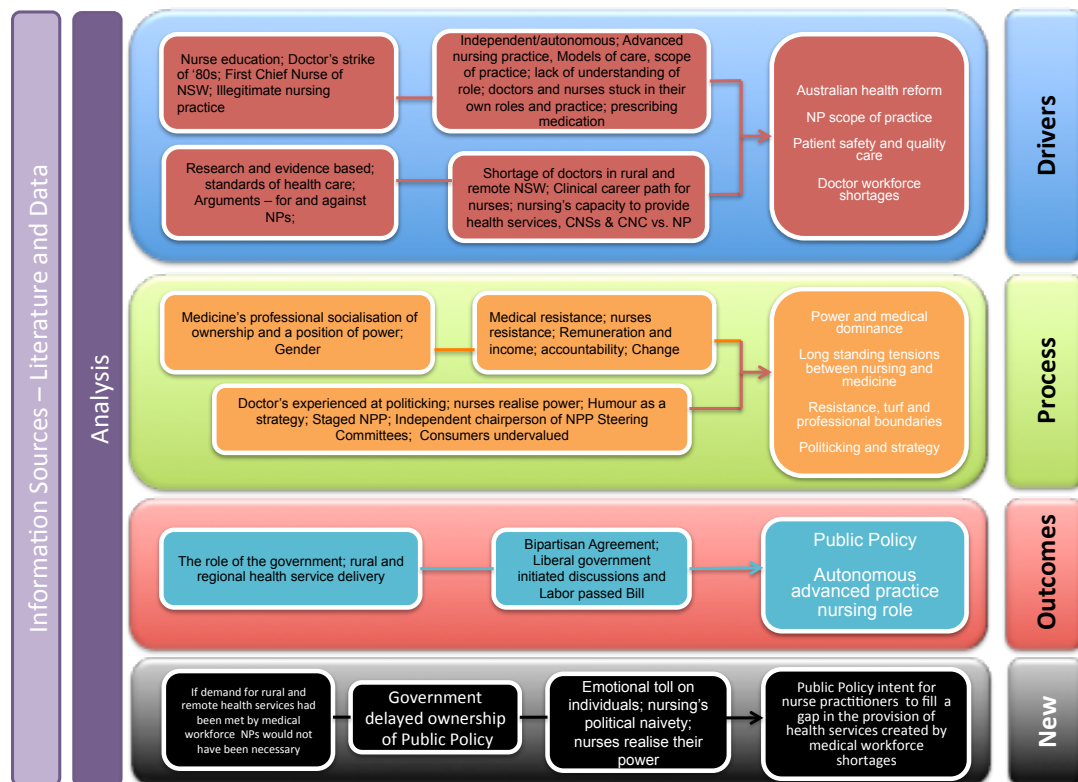 Information Sources – Literature and Data
Analysis
Nurse education; Doctor's strike
of '80s; First Chief Nurse of
NSW; Illegitimate nursing
practice
Independent/autonomous; Advanced
nursing practice, Models of care, scope
of practice; lack of understanding of
role; doctors and nurses stuck in their
own roles and practice; prescribing
medication
Research and evidence based;
standards of health care;
Arguments – for and against
NPs;
Shortage of doctors in rural and
remote NSW; Clinical career path for
nurses; nursing's capacity to provide
health services, CNSs & CNC vs. NP
Australian health reform
NP scope of practice
Patient safety and quality
care
Doctor workforce
shortages
Drivers
Medicine's professional socialisation of
ownership and a position of power;
Gender
Medical resistance; nurses
resistance; Remuneration and
income; accountability; Change
Doctor's experienced at politicking; nurses realise power; Humour as a
strategy; Staged NPP; Independent chairperson of NPP Steering
Committees; Consumers undervalued
Power and medical
dominance
Long standing tensions
between nursing and
medicine
Resistance, turf and
professional boundaries
Politicking and strategy
Process
The role of the government; rural and
regional health service delivery
Bipartisan Agreement;
Liberal government
initiated discussions and
Labor passed Bill
Public Policy
Autonomous
advanced practice
nursing role
Outcomes
If demand for rural and
remote health services had
been met by medical
workforce NPs would not
have been necessary
Government
delayed ownership
of Public Policy
Emotional toll on
individuals; nursing's
political naivety;
nurses realise their
power
Public Policy intent for
nurse practitioners to fill a
gap in the provision of
health services created by
medical workforce
shortages
New